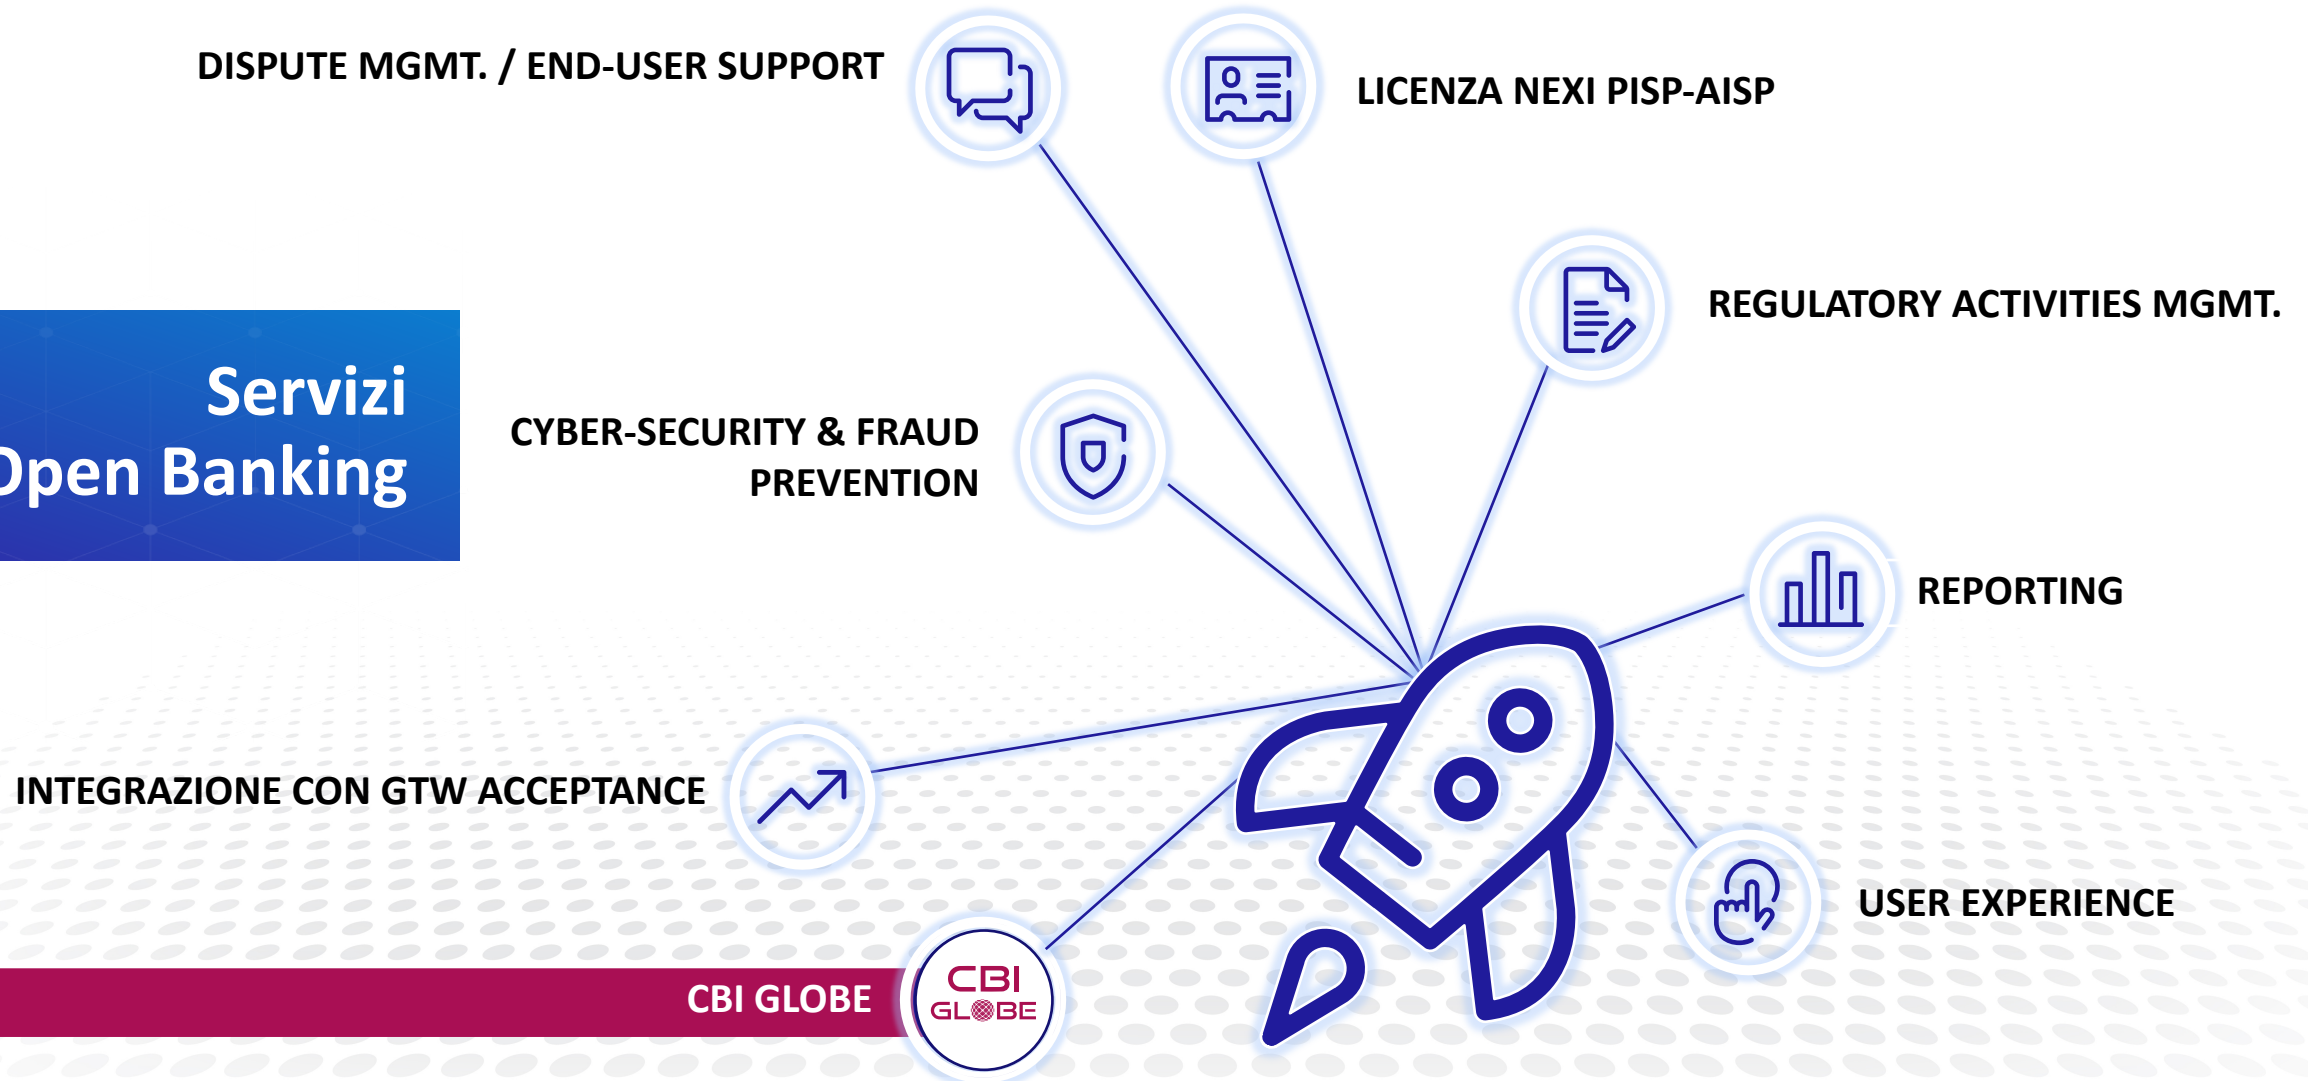 DISPUTE MGMT. / END-USER SUPPORT
LICENZA NEXI PISP-AISP
REGULATORY ACTIVITIES MGMT.
Servizi
Open Banking
CYBER-SECURITY & FRAUD
PREVENTION
REPORTING
INTEGRAZIONE CON GTW ACCEPTANCE
USER EXPERIENCE
CBI GLOBE
CBI
GLOBE